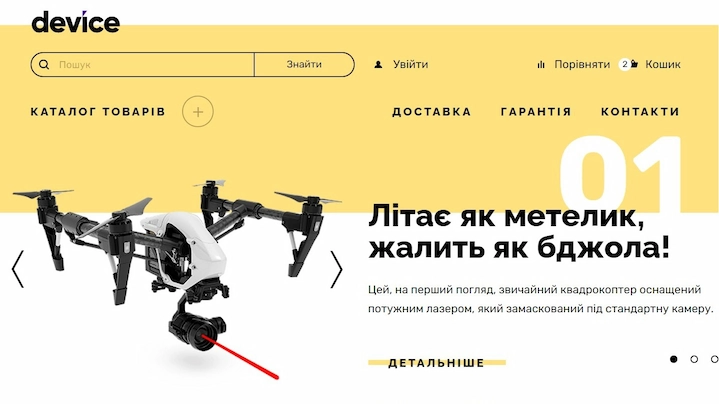 device
Пошук
Знайти
Увійти
Порівняти
2
Кошик
КАТАЛОГ ТОВАРІВ
+
ДОСТАВКА
ГАРАНТІЯ
КОНТАКТИ
01
Літає як метелик,
жалить як бджола!
Цей, на перший погляд, звичайний квадрокоптер оснащений
потужним лазером, який замаскований під стандартну камеру.
ДЕТАЛЬНІШЕ